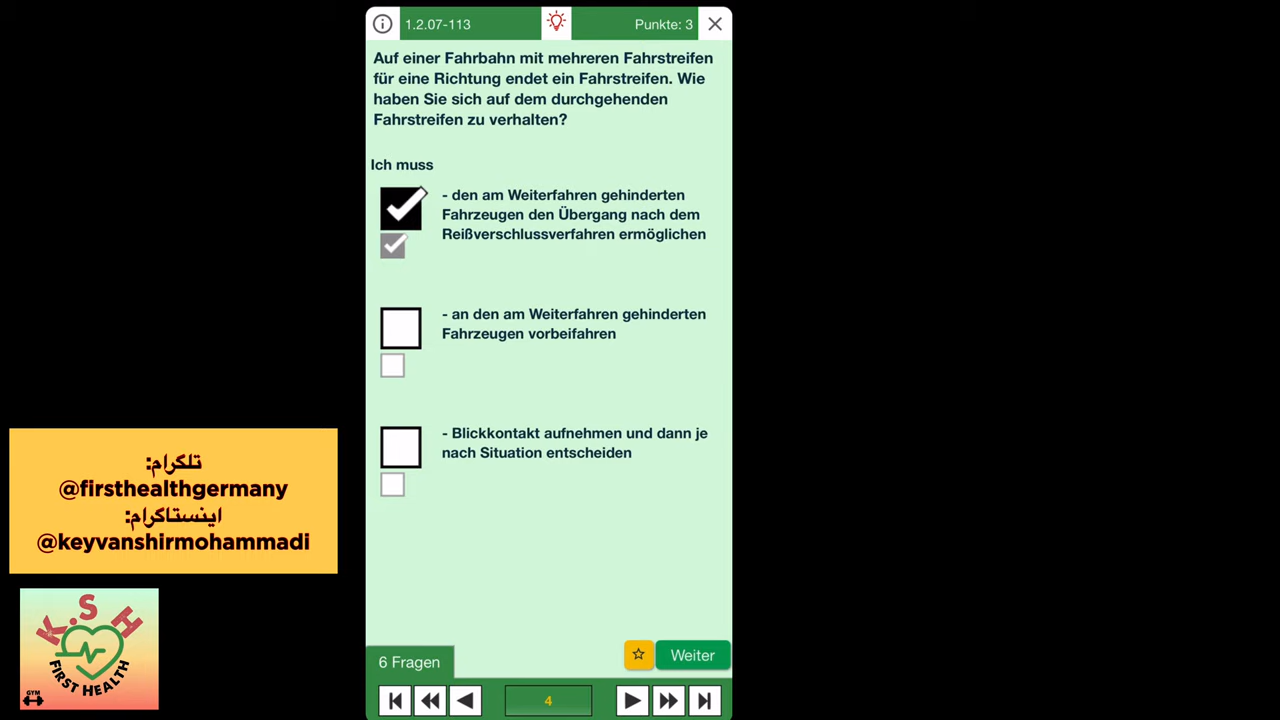 1.2.07-113
Punkte: 3
Auf einer Fahrbahn mit mehreren Fahrstreifen
für eine Richtung endet ein Fahrstreifen. Wie
haben Sie sich auf dem durchgehenden
Fahrstreifen zu verhalten?
Ich muss
- den am Weiterfahren gehinderten
Fahrzeugen den Übergang nach dem
Reißverschlussverfahren ermöglichen
- an den am Weiterfahren gehinderten
Fahrzeugen vorbeifahren
- Blickkontakt aufnehmen und dann je
nach Situation entscheiden
6 Fragen
Weiter
4
تلگرام:
@firsthealthgermany
اینستاگرام:
@keyvanshirmohammadi
K.SH
FIRST HEALTH
GYM